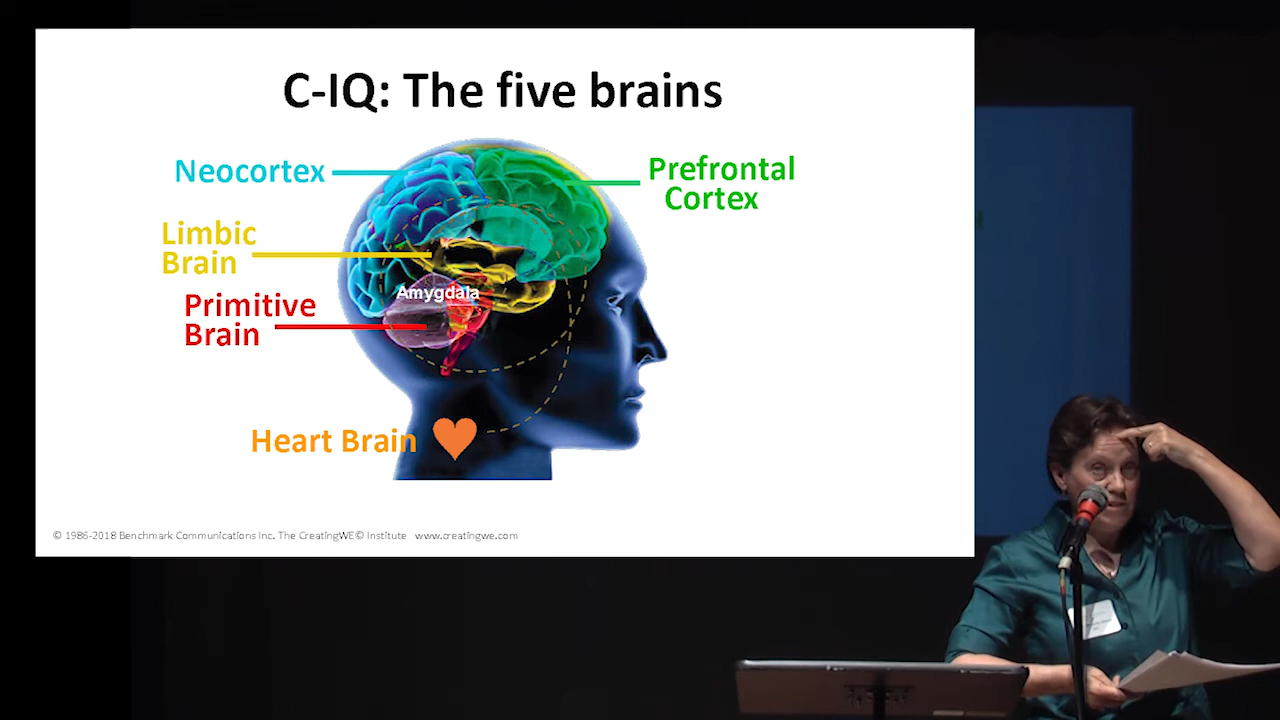 C-IQ: The five brains
Neocortex
Prefrontal
Cortex
Limbic
Brain
Amygdala
Primitive
Brain
Heart Brain
© 1986-2018 Benchmark Communications Inc. The CreatingWE© Institute www.creatingwe.com